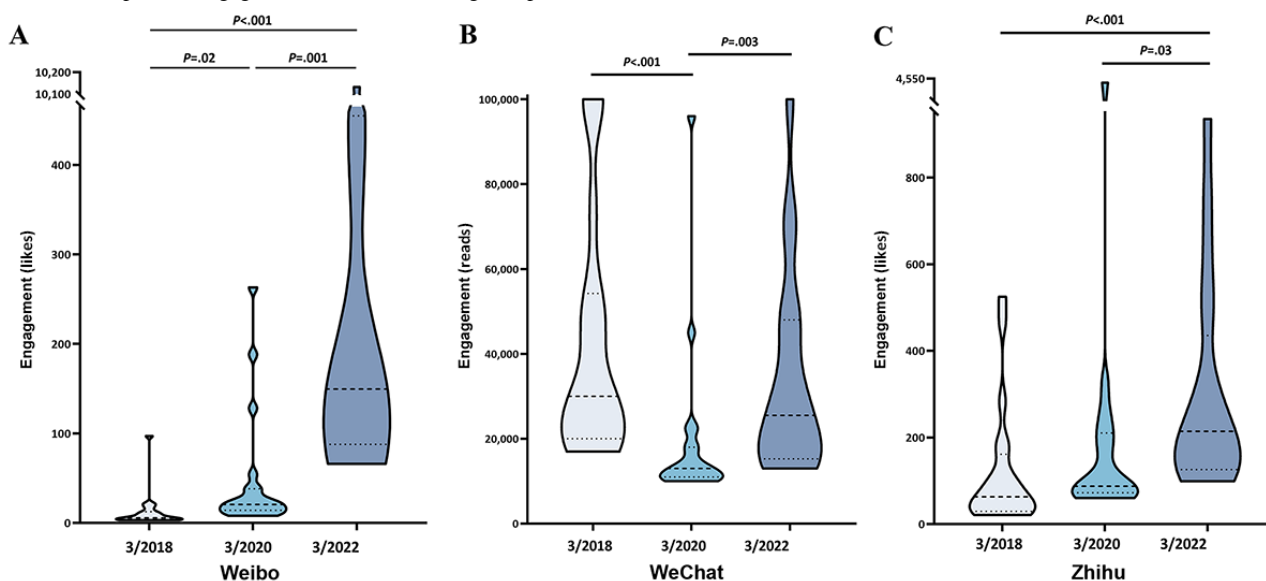 A
P<.001
P=.02
P=.001
10,200
10,100
400
300
200
100
0
Engagement (likes)
3/2018
3/2020
3/2022
Weibo
B
P=.003
P<.001
100,000
80,000
60,000
40,000
20,000
0
Engagement (reads)
3/2018
3/2020
3/2022
WeChat
C
P<.001
P=.03
4,550
800
600
400
200
0
Engagement (likes)
3/2018
3/2020
3/2022
Zhihu